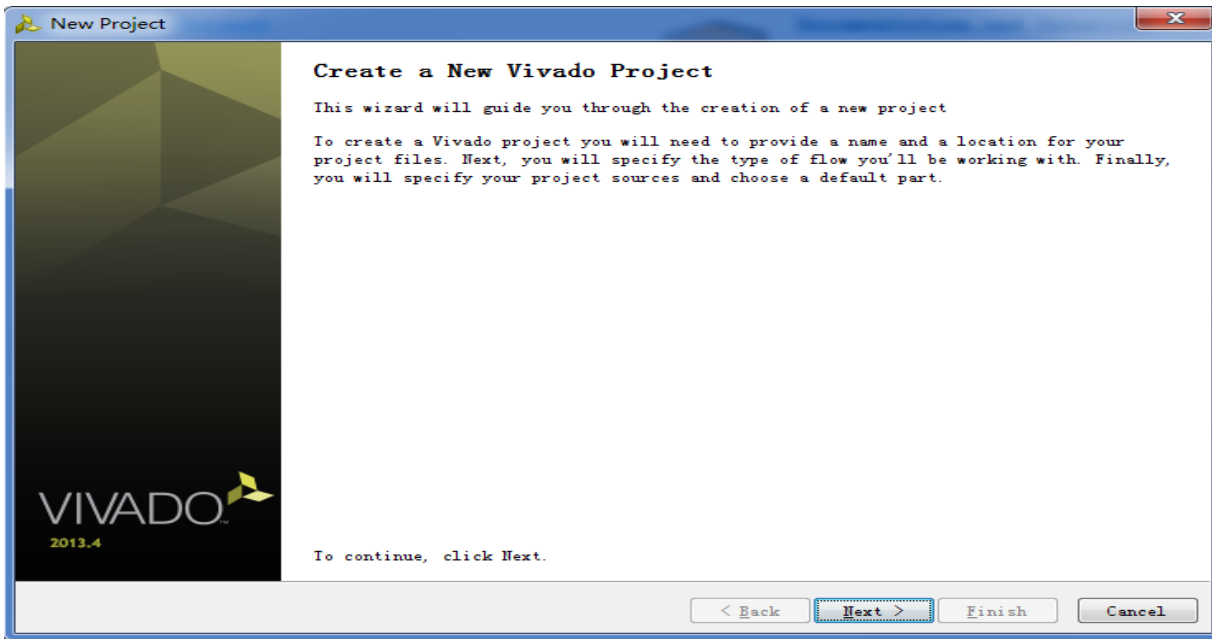 New Project
Create a New Vivado Project
This wizard will guide you through the creation of a new project
To create a Vivado project you will need to provide a name and a location for your
project files. Next, you will specify the type of flow you'll be working with. Finally,
you will specify your project sources and choose a default part.
VIVADO™
2013.4
To continue, click Next.
< Back Next > Finish Cancel